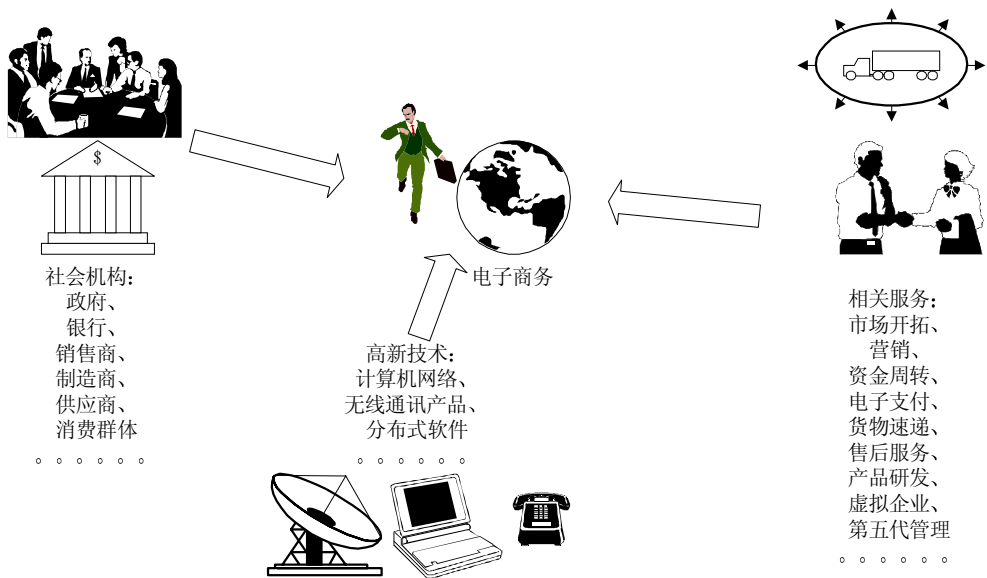 $
社会机构：
政府、
银行、
销售商、
制造商、
供应商、
消费群体
。。。。。。
电子商务
高新技术：
计算机网络、
无线通讯产品、
分布式软件
。。。。。。
相关服务：
市场开拓、
营销、
资金周转、
电子支付、
货物速递、
售后服务、
产品研发、
虚拟企业、
第五代管理
。。。。。。